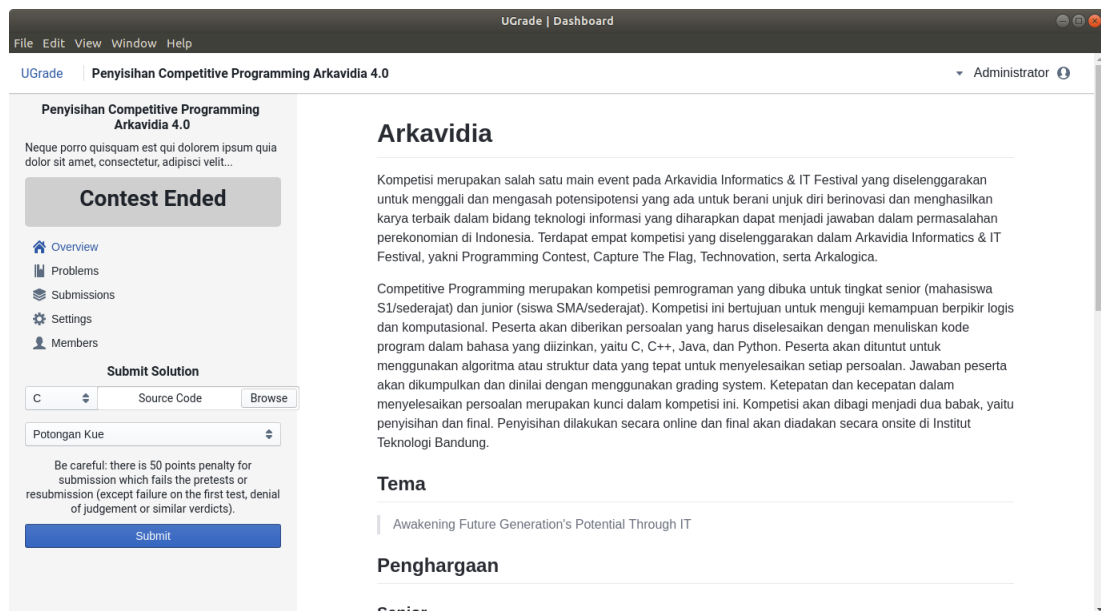 UGrade | Dashboard
File Edit View Window Help
UGrade Penyisihan Competitive Programming Arkavidia 4.0 Administrator
Penyisihan Competitive Programming
Arkavidia 4.0
Neque porro quisquam est qui dolorem ipsum quia
dolor sit amet, consectetur, adipisci velit...
Contest Ended
Overview
Problems
Submissions
Settings
Members
Submit Solution
C Source Code Browse
Potongan Kue
Be careful: there is 50 points penalty for
submission which fails the pretests or
resubmission (except failure on the first test, denial
of judgement or similar verdicts).
Submit
Arkavidia
Kompetisi merupakan salah satu main event pada Arkavidia Informatics & IT Festival yang diselenggarakan
untuk menggali dan mengasah potensipotensi yang ada untuk berani unjuk diri berinovasi dan menghasilkan
karya terbaik dalam bidang teknologi informasi yang diharapkan dapat menjadi jawaban dalam permasalahan
perekonomian di Indonesia. Terdapat empat kompetisi yang diselenggarakan dalam Arkavidia Informatics & IT
Festival, yakni Programming Contest, Capture The Flag, Technovation, serta Arkalogica.
Competitive Programming merupakan kompetisi pemrograman yang dibuka untuk tingkat senior (mahasiswa
S1/sederajat) dan junior (siswa SMA/sederajat). Kompetisi ini bertujuan untuk menguji kemampuan berpikir logis
dan komputasional. Peserta akan diberikan persoalan yang harus diselesaikan dengan menuliskan kode
program dalam bahasa yang diizinkan, yaitu C, C++, Java, dan Python. Peserta akan dituntut untuk
menggunakan algoritma atau struktur data yang tepat untuk menyelesaikan setiap persoalan. Jawaban peserta
akan dikumpulkan dan dinilai dengan menggunakan grading system. Ketepatan dan kecepatan dalam
menyelesaikan persoalan merupakan kunci dalam kompetisi ini. Kompetisi akan dibagi menjadi dua babak, yaitu
penyisihan dan final. Penyisihan dilakukan secara online dan final akan diadakan secara onsite di Institut
Teknologi Bandung.
Tema
Awakening Future Generation's Potential Through IT
Penghargaan
Senior